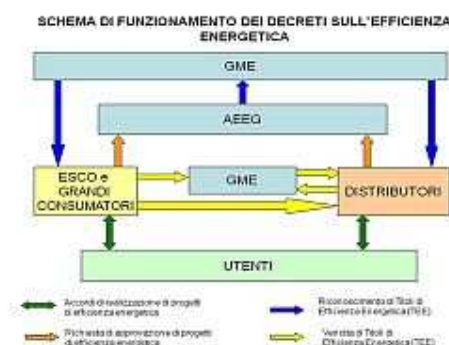 SCHEMA DI FUNZIONAMENTO DEI DECRETI SULL'EFFICIENZA
ENERGETICA
GME
AEEG
ESCO e
GRANDI
CONSUMATORI
GME
DISTRIBUTORI
UTENTI
Accordi di realizzazione di progetti
di efficienza energetica
Riconoscimento di Titoli di
Efficienza Energetica (TEE)
Richiesta di approvazione di progetti
di efficienza energetica
Vendita di Titoli di
Efficienza Energetica (TEE)